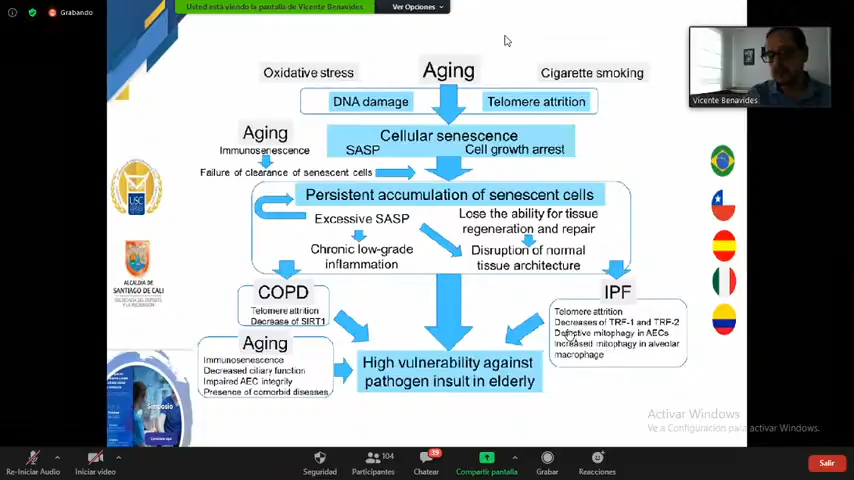 Grabando
Usted está viendo la pantalla de Vicente Benavides
Ver Opciones
Vicente Benavides
Oxidative stress
Aging
Cigarette smoking
DNA damage
Telomere attrition
Aging
Immunosenescence
Cellular senescence
SASP
Cell growth arrest
Failure of clearance of senescent cells
Persistent accumulation of senescent cells
Excessive SASP
Lose the ability for tissue
regeneration and repair
Chronic low-grade
inflammation
Disruption of normal
tissue architecture
COPD
Telomere attrition
Decrease of SIRT1
IPF
Telomere attrition
Decreases of TRF-1 and TRF-2
Defective mitophagy in AECs
Increased mitophagy in alveolar
macrophage
Aging
Immunosenescence
Decreased ciliary function
Impaired AEC integrity
Presence of comorbid diseases
High vulnerability against
pathogen insult in elderly
USC
ALCALDÍA DE
SANTIAGO DE CALI
Simposio
Activar Windows
Ve a Configuración para activar Windows.
Re-Iniciar Audio
Iniciar video
Seguridad
104
Participantes
39
Chatear
Compartir pantalla
Grabar
Reacciones
Salir